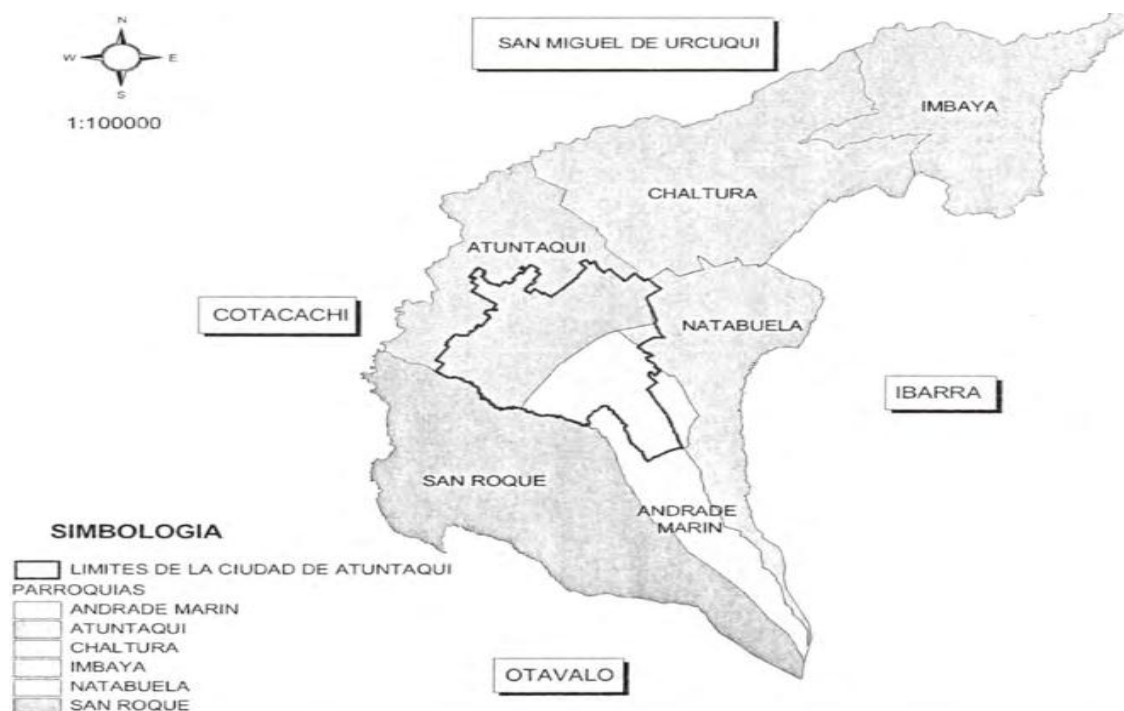 N
W E
S
1:100000
SAN MIGUEL DE URCUQUI
IMBAYA
CHALTURA
ATUNTAQUI
COTACACHI
NATABUELA
IBARRA
SAN ROQUE
ANDRADE
MARIN
SIMBOLOGIA
LIMITES DE LA CIUDAD DE ATUNTAQUI
PARROQUIAS
ANDRADE MARIN
ATUNTAQUI
CHALTURA
IMBAYA
NATABUELA
SAN ROQUE
OTAVALO